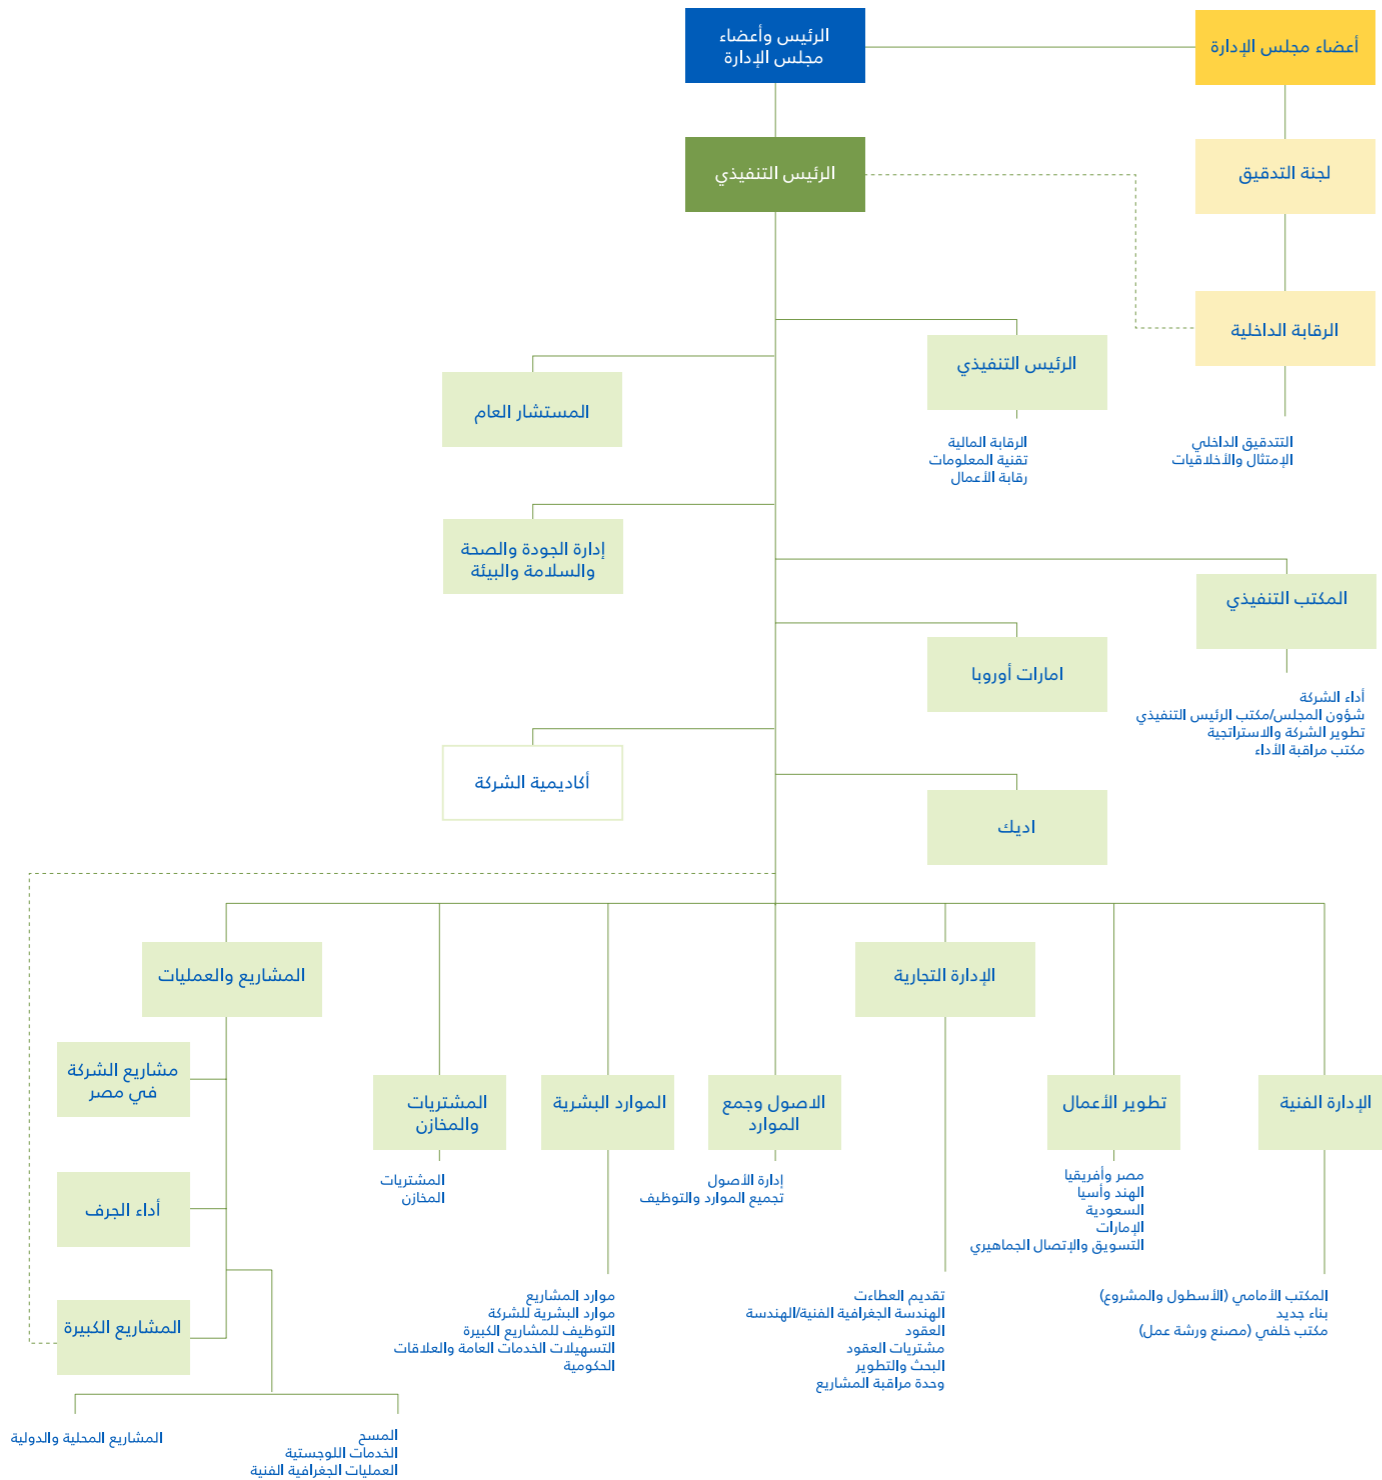 أعضاء مجلس الإدارة
الرئيس وأعضاء
مجلس الإدارة
لجنة التدقيق
الرئيس التنفيذي
الرقابة الداخلية
التتدقيق الداخلي
الإمتثال والأخلاقيات
الرئيس التنفيذي
الرقابة المالية
تقنية المعلومات
رقابة الأعمال
المستشار العام
إدارة الجودة والصحة
والسلامة والبيئة
المكتب التنفيذي
أداء الشركة
شؤون المجلس/مكتب الرئيس التنفيذي
تطوير الشركة والاستراتجية
مكتب مراقبة الأداء
امارات أوروبا
أكاديمية الشركة
اديك
الإدارة الفنية
المكتب الأمامي (الأسطول والمشروع)
بناء جديد
مكتب خلفي (مصنع ورشة عمل)
تطوير الأعمال
مصر وأفريقيا
الهند وأسيا
السعودية
الإمارات
التسويق والإتصال الجماهيري
الإدارة التجارية
تقديم العطاءت
الهندسة الجغرافية الفنية/الهندسة
العقود
مشتريات العقود
البحث والتطوير
وحدة مراقبة المشاريع
الاصول وجمع
الموارد
إدارة الأصول
تجميع الموارد والتوظيف
الموارد البشرية
موارد المشاريع
موارد البشرية للشركة
التوظيف للمشاريع الكبيرة
التسهيلات الخدمات العامة والعلاقات
الحكومية
المشتريات
والمخازن
المشتريات
المخازن
المشاريع والعمليات
مشاريع الشركة
في مصر
أداء الجرف
المشاريع الكبيرة
المسح
الخدمات اللوجستية
العمليات الجغرافية الفنية
المشاريع المحلية والدولية